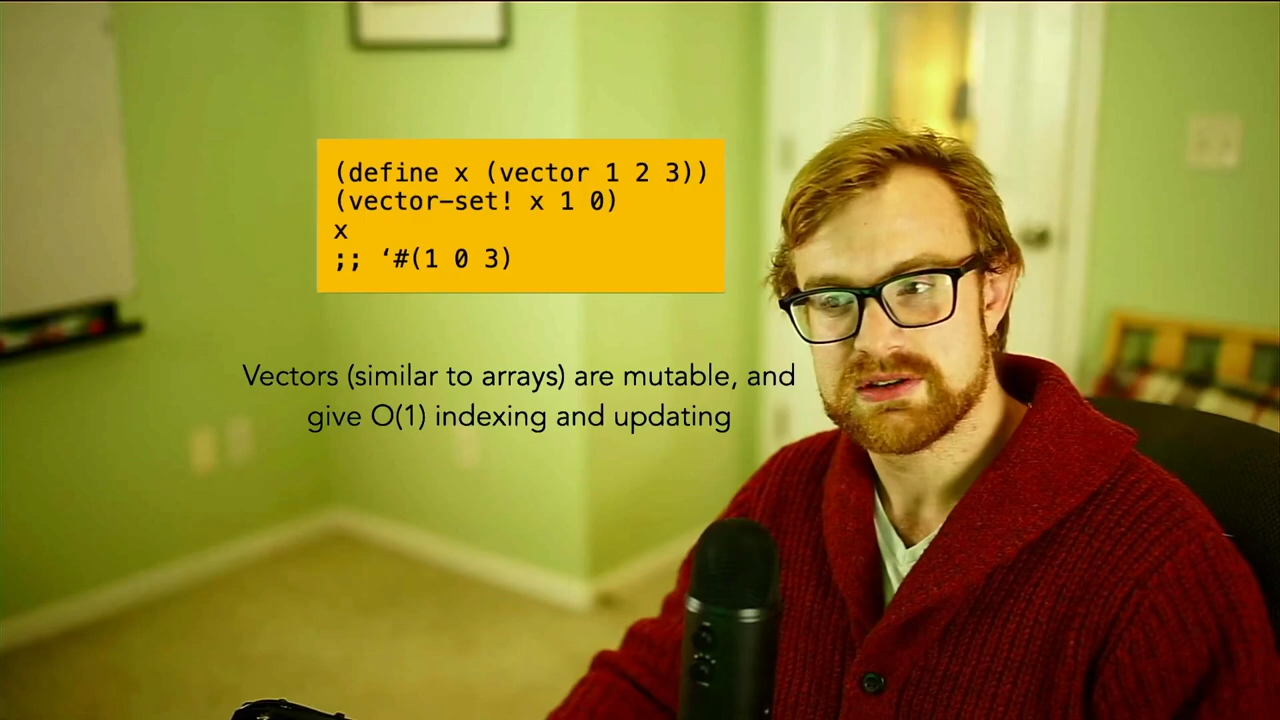 (define x (vector 1 2 3))
(vector-set! x 1 0)
x
;; ‘#(1 0 3)
Vectors (similar to arrays) are mutable, and
give O(1) indexing and updating